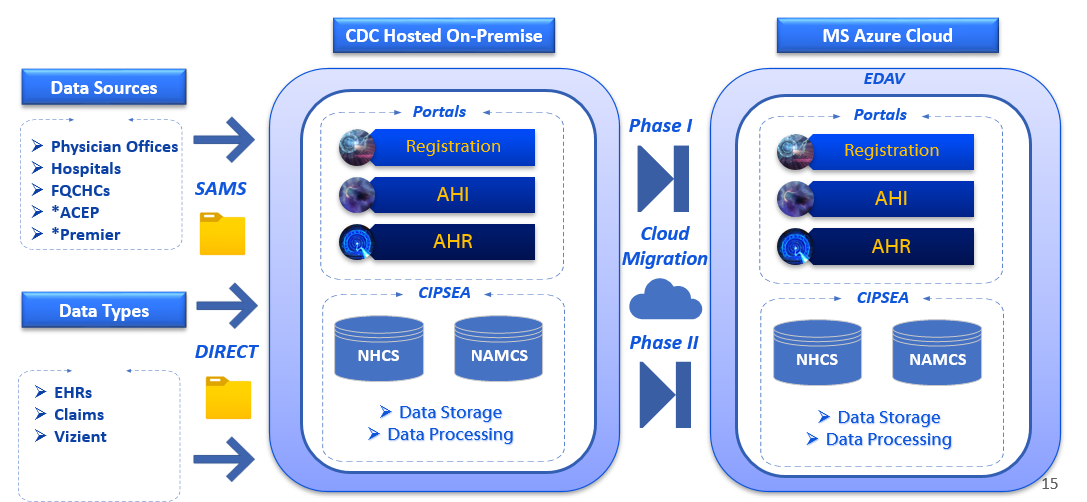 CDC Hosted On-Premise
MS Azure Cloud
Data Sources
Physician Offices
Hospitals
FQCHCs
*ACEP
*Premier
Data Types
EHRs
Claims
Vizient
SAMS
DIRECT
Portals
Registration
AHI
AHR
CIPSEA
NHCS
NAMCS
Data Storage
Data Processing
Phase I
Cloud
Migration
Phase II
EDAV
Portals
Registration
AHI
AHR
CIPSEA
NHCS
NAMCS
Data Storage
Data Processing
15